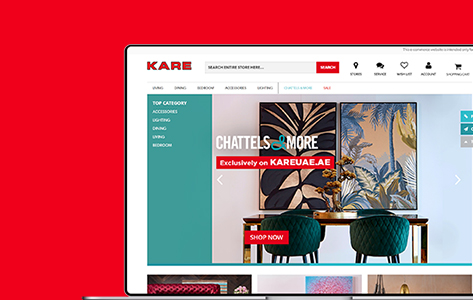 This e-commerce website is intended only fo
KARE
SEARCH ENTIRE STORE HERE...
SEARCH
STORES
SERVICE
WISH LIST
ACCOUNT
SHOPPING CART
LIVING DINING BEDROOM ACCESSORIES LIGHTING CHATTELS & MORE SALE
TOP CATEGORY
ACCESSORIES
LIGHTING
DINING
LIVING
BEDROOM
CHATTELS & MORE
Exclusively on KAREUAE.AE
SHOP NOW